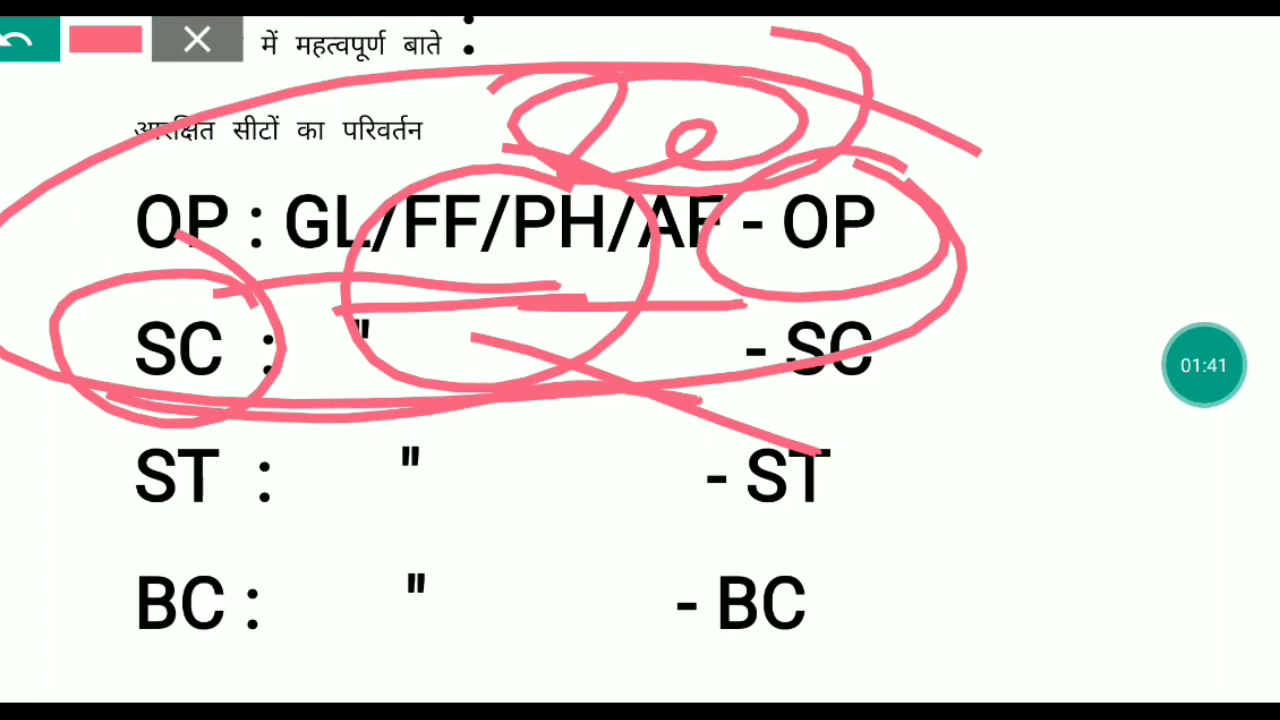 में महत्वपूर्ण बाते :
आरक्षित सीटों का परिवर्तन
OP : GL/FF/PH/AF - OP
SC : " - SC
ST : " - ST
BC : " - BC
01:41